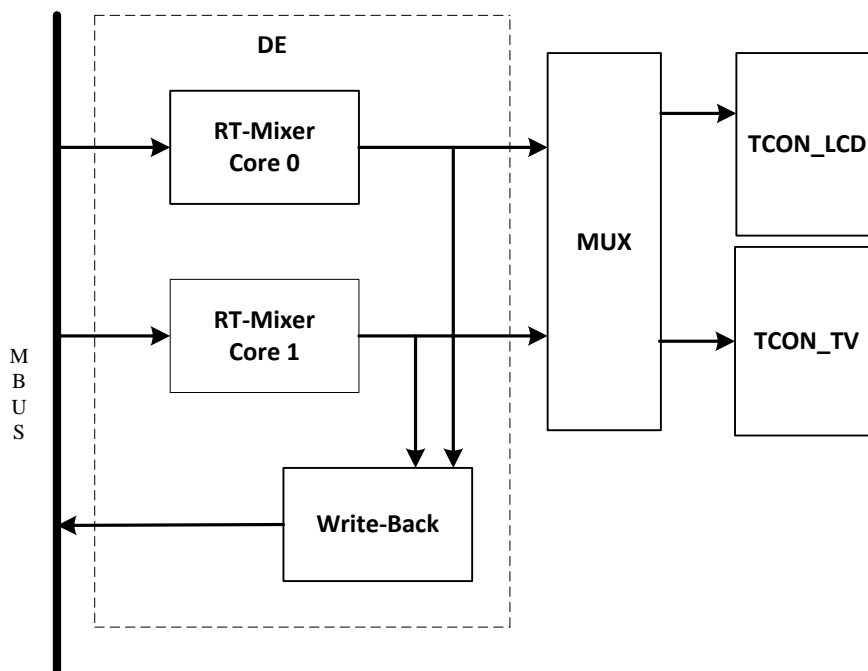 DE
RT-Mixer
Core 0
TCON_LCD
MUX
RT-Mixer
Core 1
TCON_TV
M
B
U
S
Write-Back